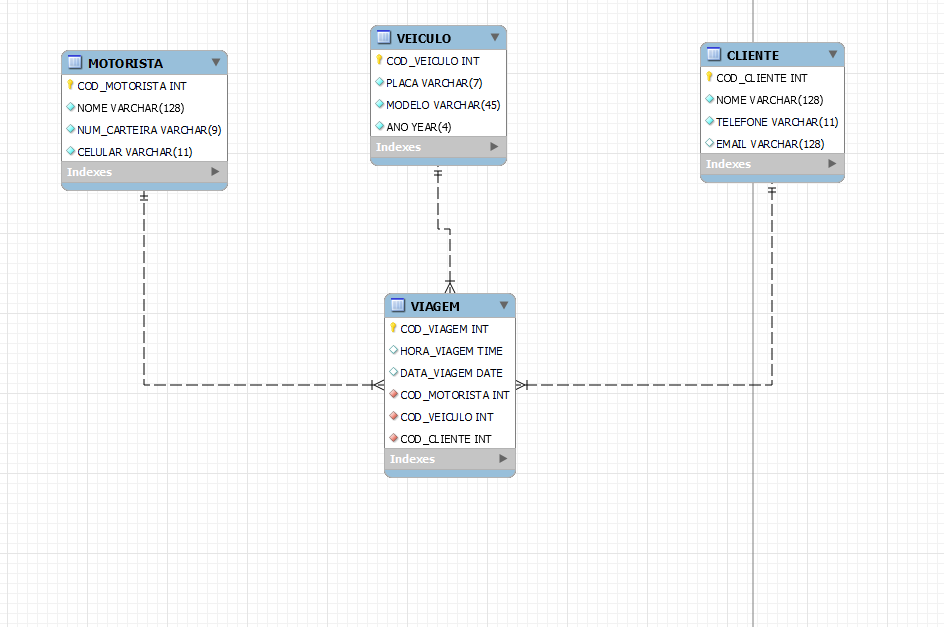 MOTORISTA
COD_MOTORISTA INT
NOME VARCHAR(128)
NUM_CARTEIRA VARCHAR(9)
CELULAR VARCHAR(11)
Indexes
VEICULO
COD_VEICULO INT
PLACA VARCHAR(7)
MODELO VARCHAR(45)
ANO YEAR(4)
Indexes
CLIENTE
COD_CLIENTE INT
NOME VARCHAR(128)
TELEFONE VARCHAR(11)
EMAIL VARCHAR(128)
Indexes
VIAGEM
COD_VIAGEM INT
HORA_VIAGEM TIME
DATA_VIAGEM DATE
COD_MOTORISTA INT
COD_VEICULO INT
COD_CLIENTE INT
Indexes